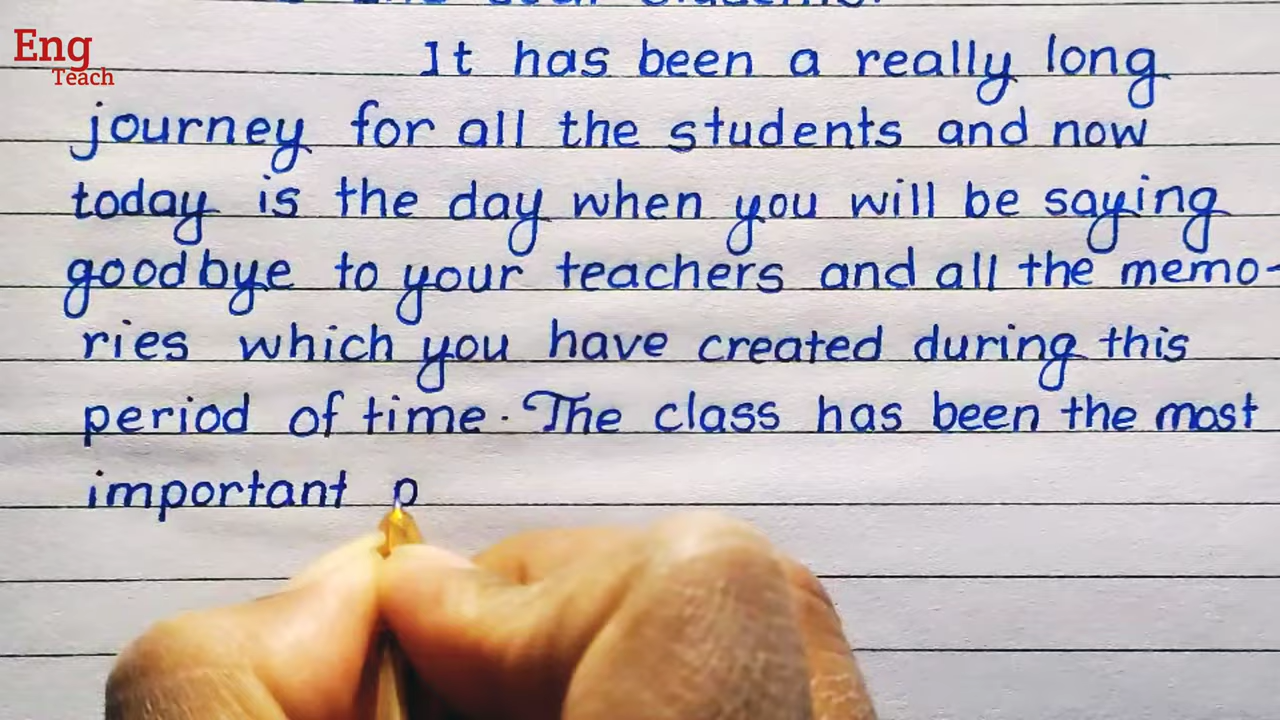 Eng
Teach
It has been a really long
journey for all the students and now
today is the day when you will be saying
goodbye to your teachers and all the memo-
ries which you have created during this
period of time. The class has been the most
important p